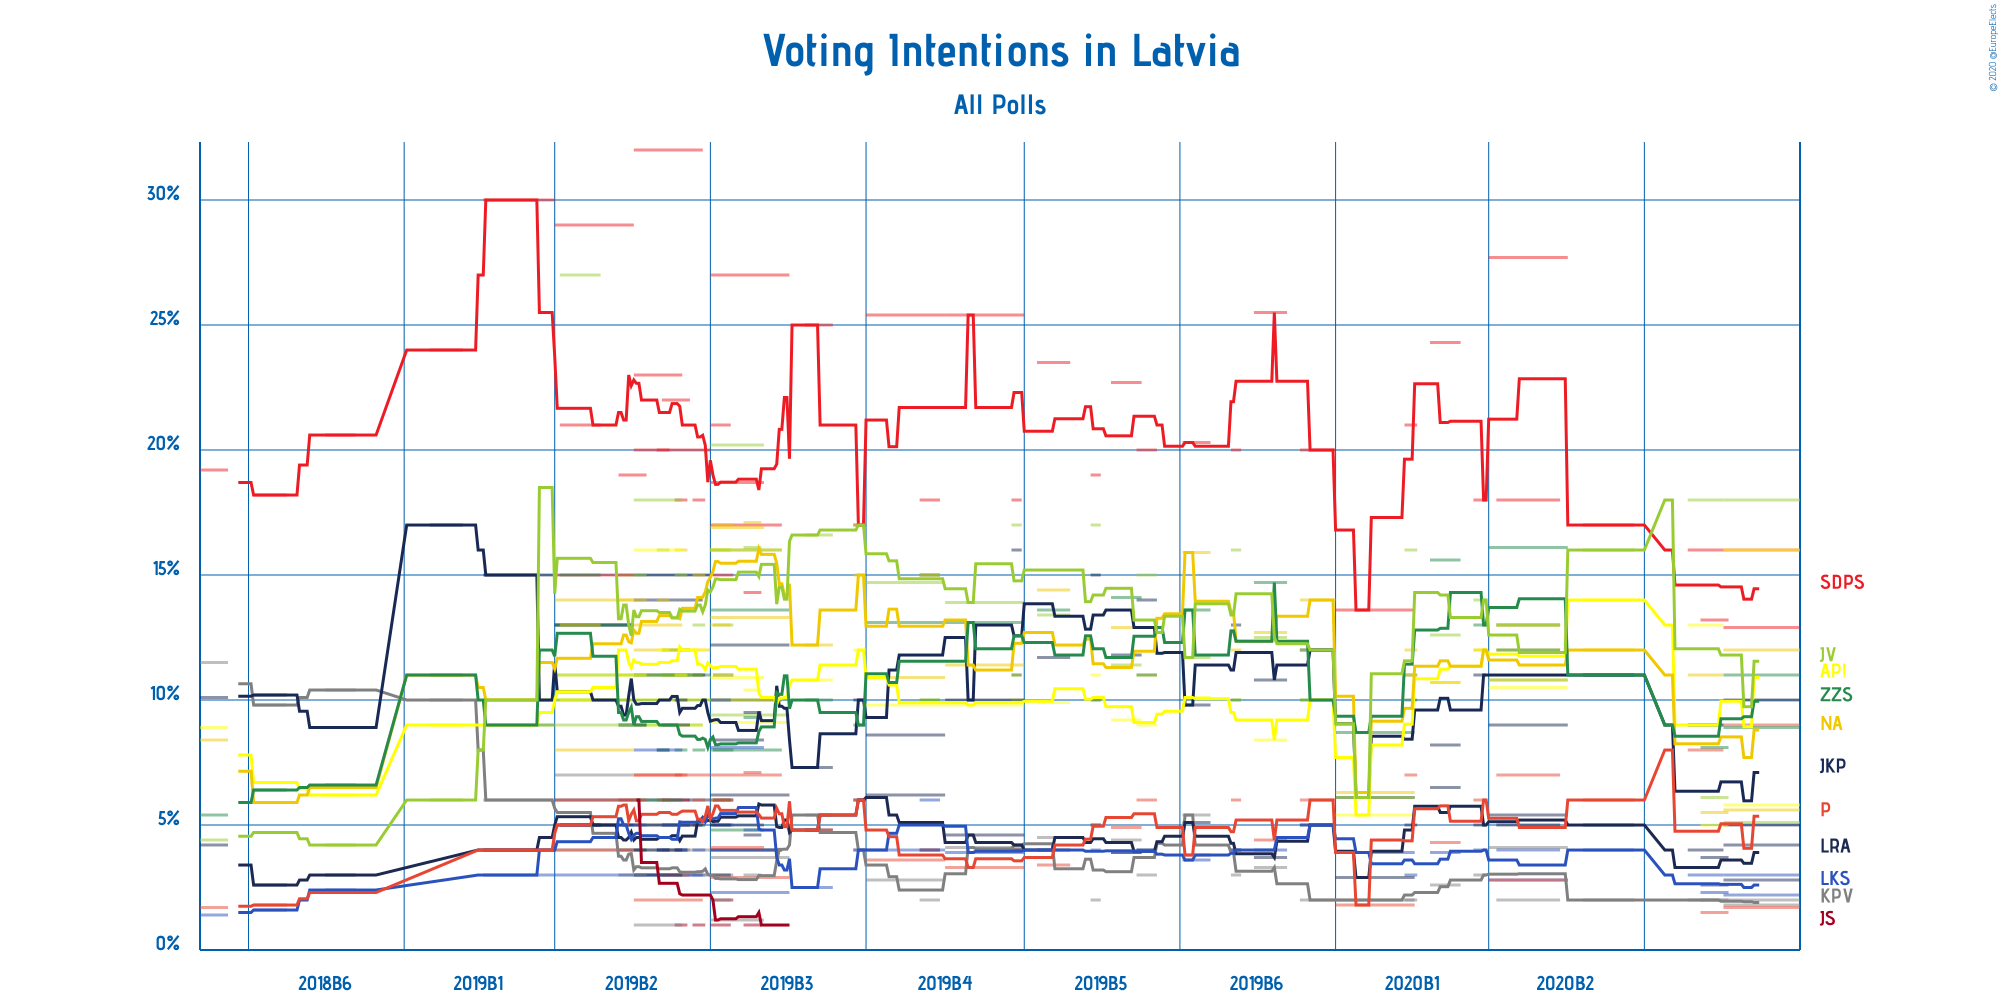 © 2020 @EuropeElects
Voting Intentions in Latvia
All Polls
30%
25%
20%
15%
10%
5%
0%
SDPS
JV
API
ZZS
NA
JKP
P
LRA
LKS
KPV
JS
2018B6 2019B1 2019B2 2019B3 2019B4 2019B5 2019B6 2020B1 2020B2